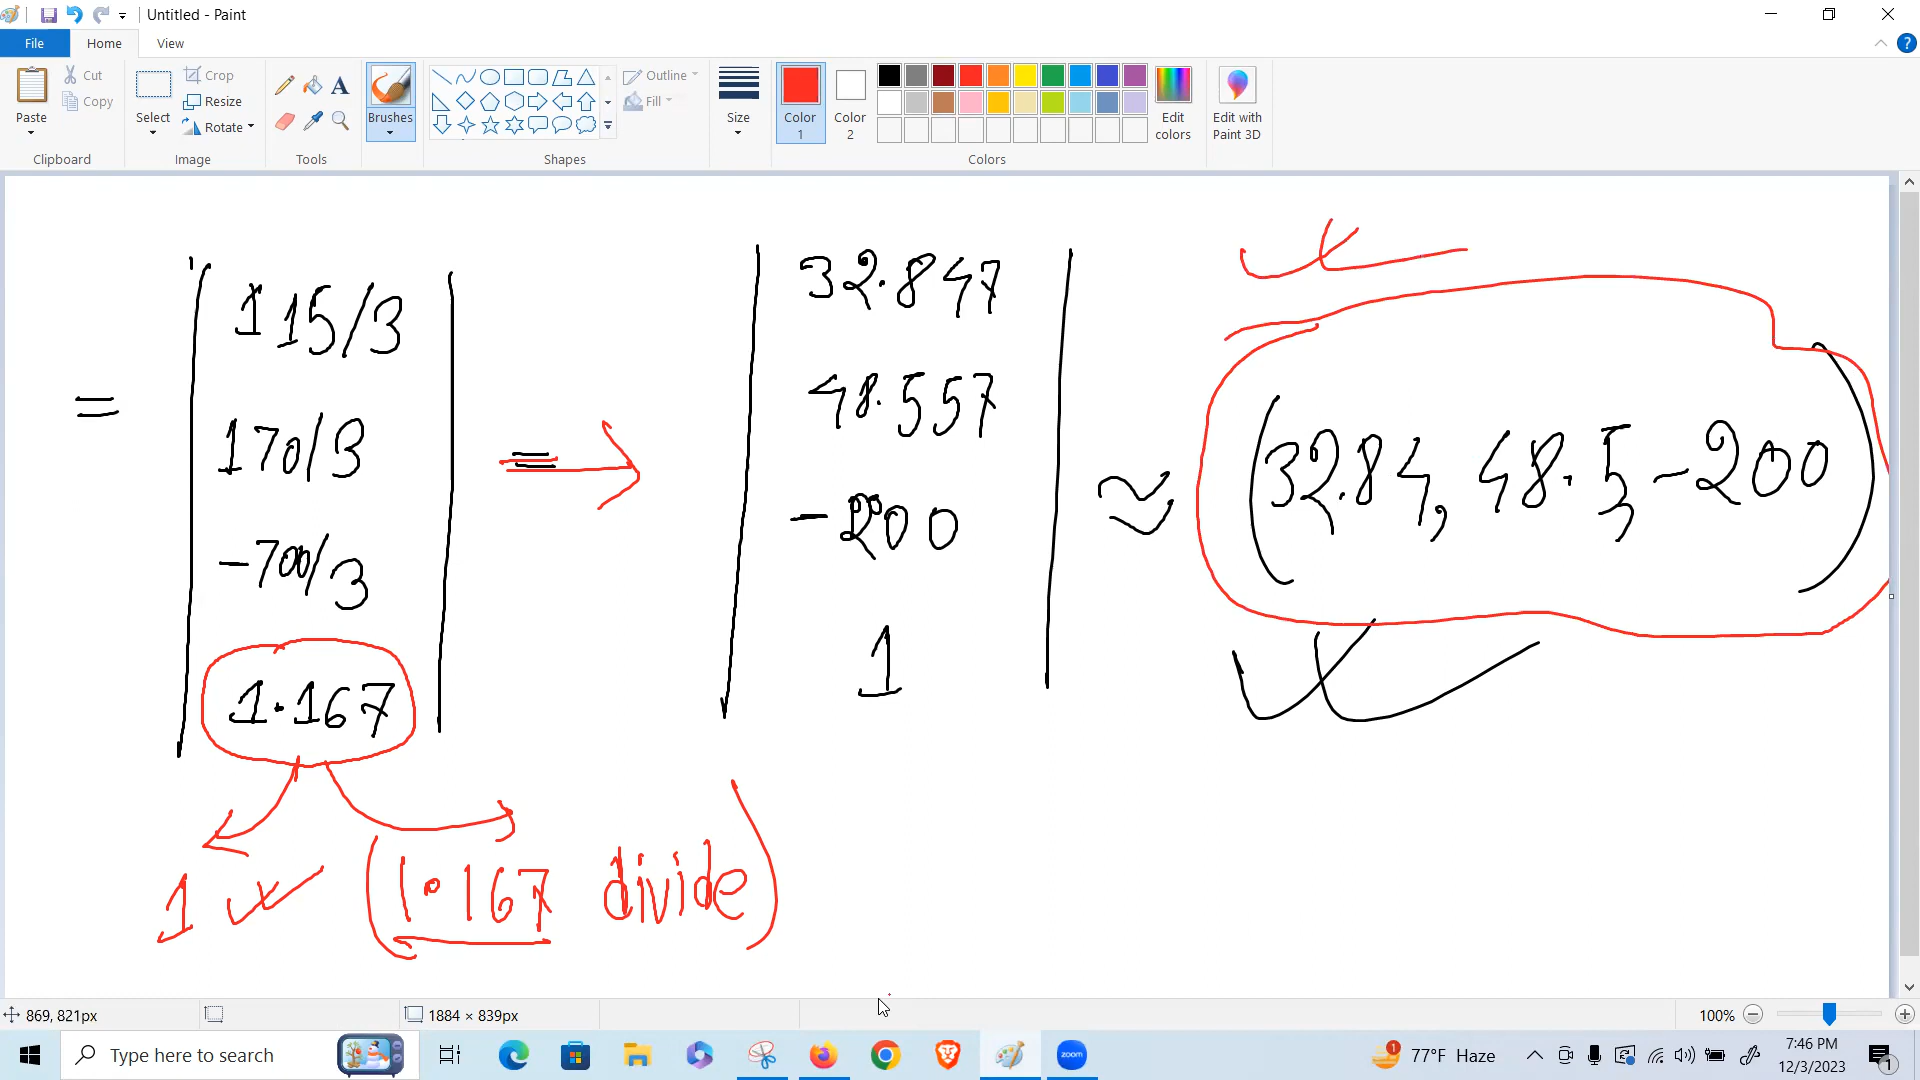 Untitled - Paint
File Home View
Paste
Cut
Copy
Clipboard
Select
Crop
Resize
Rotate
Image
Tools
Brushes
Outline
Fill
Shapes
Size
Color 1
Color 2
Colors
Edit colors
Edit with Paint 3D
= 115/3
170/3
-700/3
1.167
=
32.847
48.557
-200
1
≈ (32.84, 48.5, -200)
1 (1.167 divide)
869, 821px
1884 × 839px
100%
Type here to search
zoom
1
77°F Haze
7:46 PM
12/3/2023
1